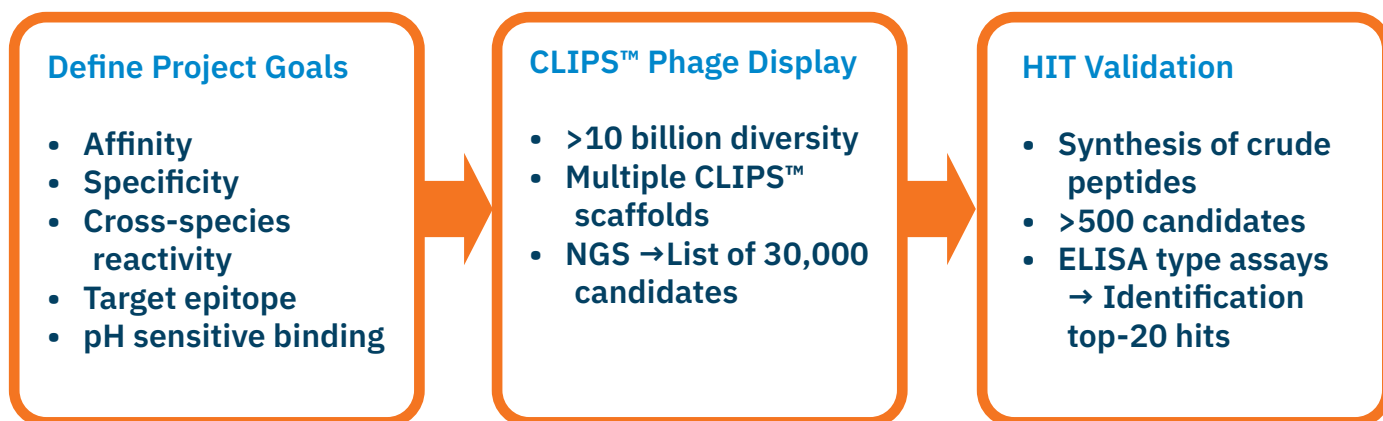 Define Project Goals
• Affinity
• Specificity
• Cross-species
reactivity
• Target epitope
• pH sensitive binding
CLIPS™ Phage Display
• >10 billion diversity
• Multiple CLIPS™
scaffolds
• NGS →List of 30,000
candidates
HIT Validation
• Synthesis of crude
peptides
• >500 candidates
• ELISA type assays
→ Identification
top-20 hits